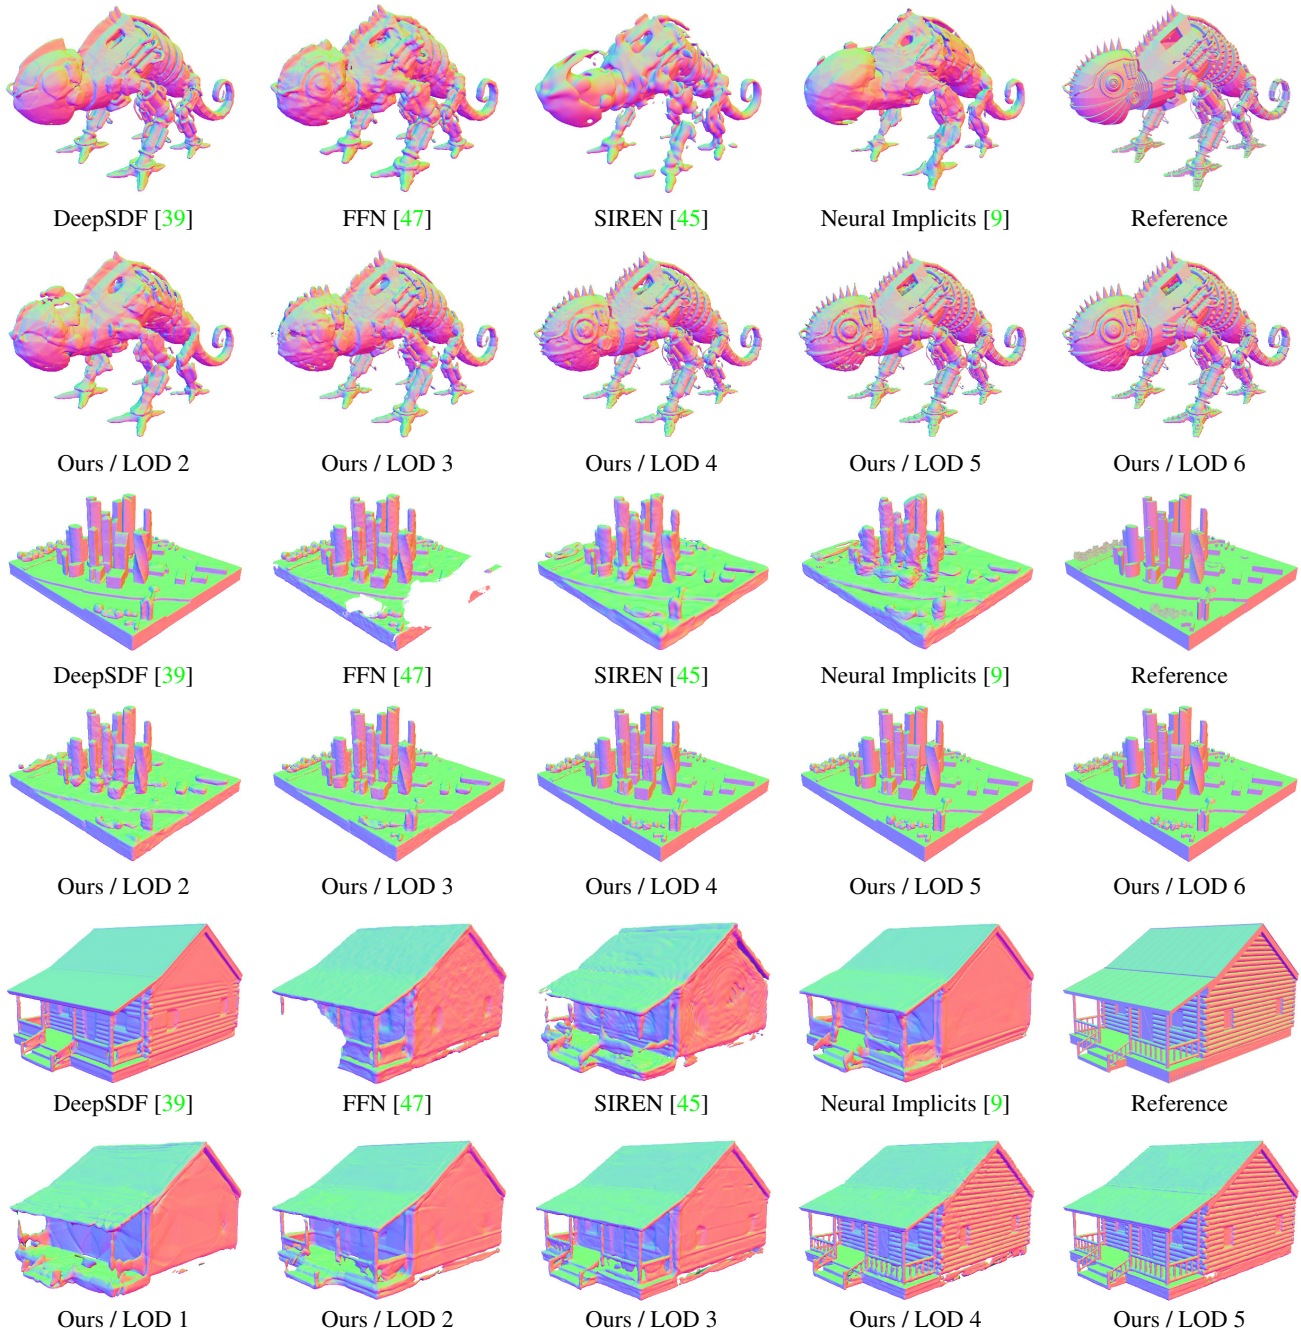 DeepSDF [39] FFN [47] SIREN [45] Neural Implicits [9] Reference
Ours / LOD 2 Ours / LOD 3 Ours / LOD 4 Ours / LOD 5 Ours / LOD 6
DeepSDF [39] FFN [47] SIREN [45] Neural Implicits [9] Reference
Ours / LOD 2 Ours / LOD 3 Ours / LOD 4 Ours / LOD 5 Ours / LOD 6
DeepSDF [39] FFN [47] SIREN [45] Neural Implicits [9] Reference
Ours / LOD 1 Ours / LOD 2 Ours / LOD 3 Ours / LOD 4 Ours / LOD 5